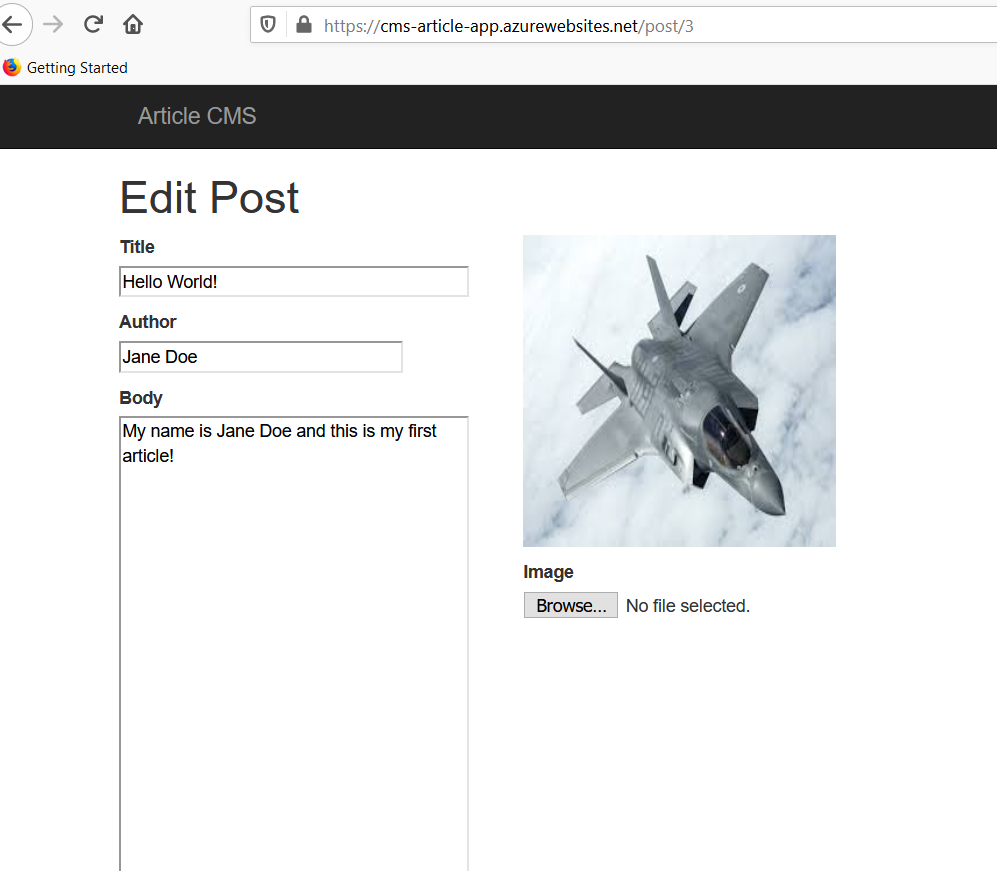 https://cms-article-app.azurewebsites.net/post/3
Getting Started
Article CMS
Edit Post
Title
Hello World!
Author
Jane Doe
Body
My name is Jane Doe and this is my first
article!
Image
Browse... No file selected.